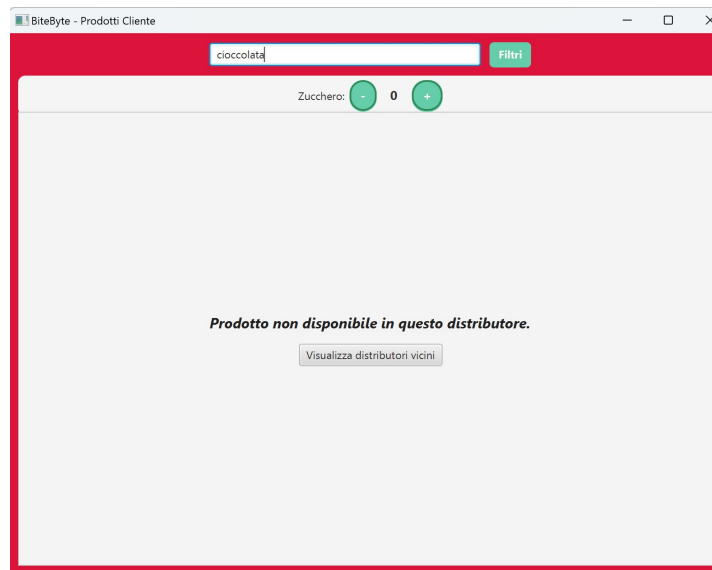 BiteByte - Prodotti Cliente
cioccolata
Filtri
Zucchero: - 0 +
Prodotto non disponibile in questo distributore.
Visualizza distributori vicini